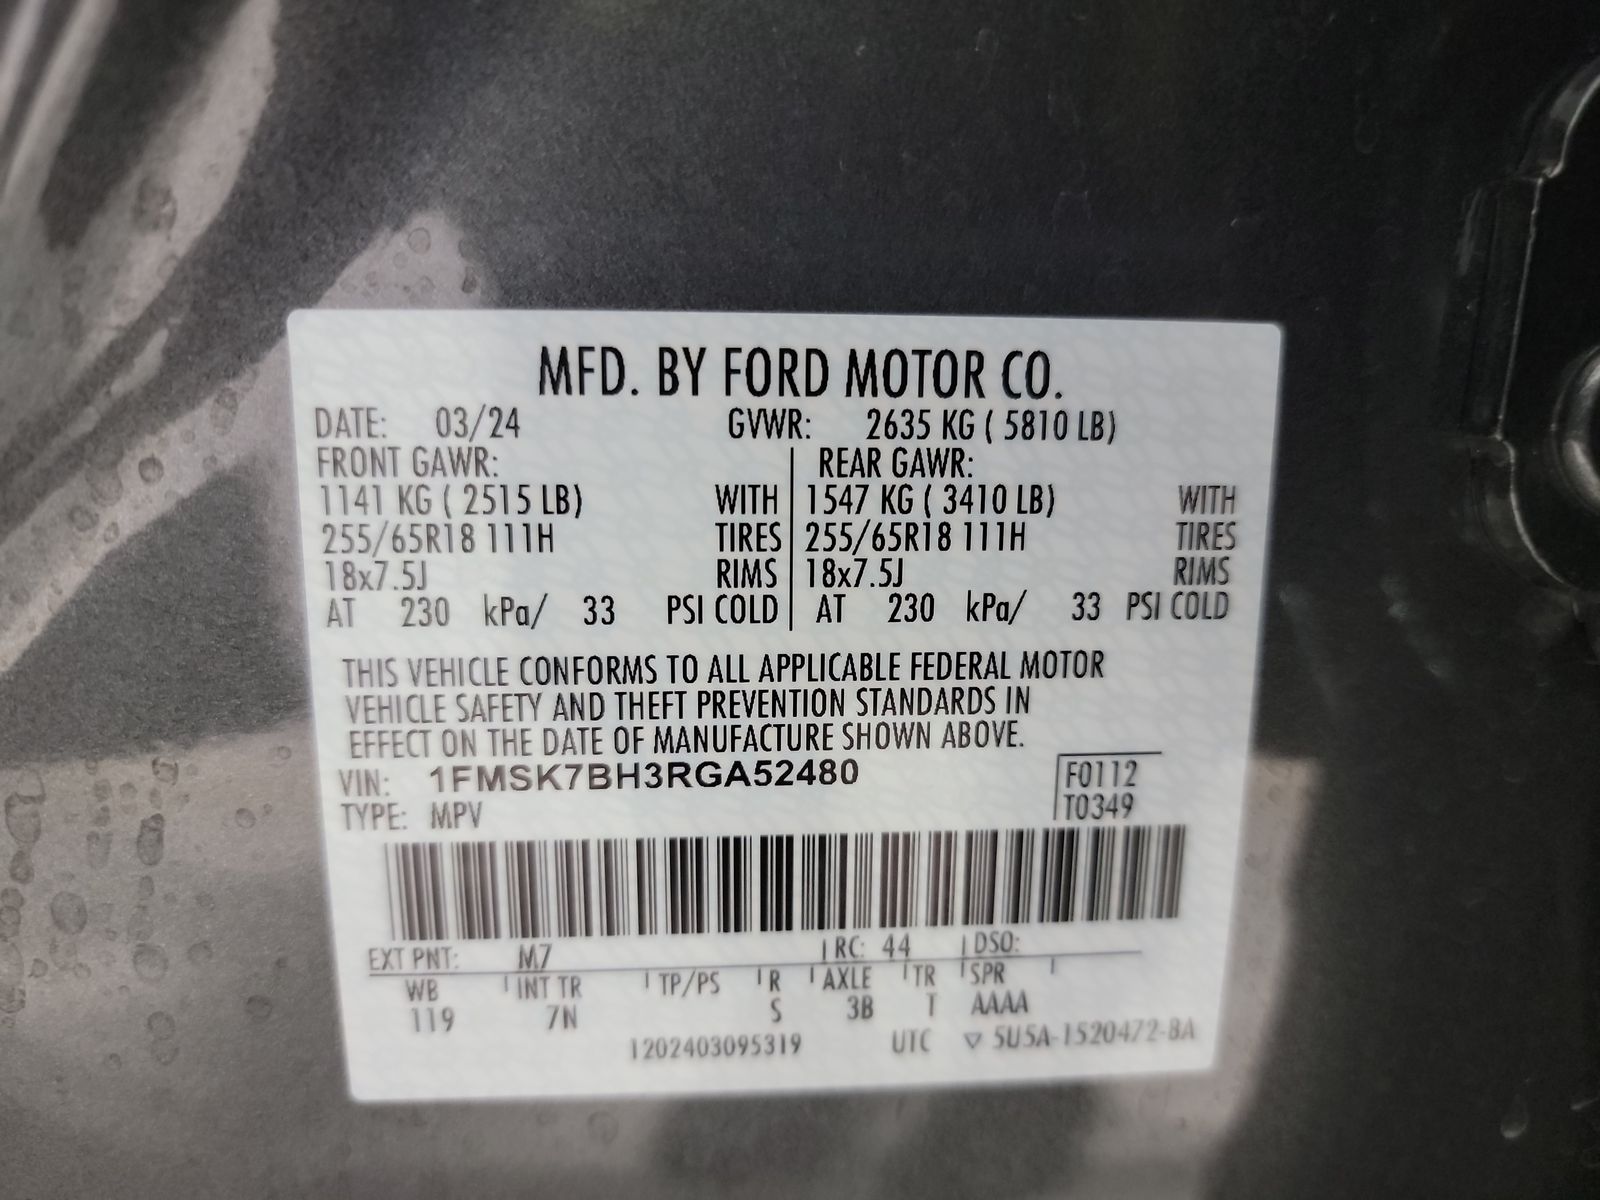 MFD. BY FORD MOTOR CO.
DATE: 03/24 GVWR: 2635 KG ( 5810 LB)
FRONT GAWR: REAR GAWR:
1141 KG ( 2515 LB) WITH 1547 KG ( 3410 LB) WITH
255/65R18 111H TIRES 255/65R18 111H TIRES
18x7.5J RIMS 18x7.5J RIMS
AT 230 kPa/ 33 PSI COLD AT 230 kPa/ 33 PSI COLD
THIS VEHICLE CONFORMS TO ALL APPLICABLE FEDERAL MOTOR
VEHICLE SAFETY AND THEFT PREVENTION STANDARDS IN
EFFECT ON THE DATE OF MANUFACTURE SHOWN ABOVE.
VIN: 1FMSK7BH3RGA52480 F0112
TYPE: MPV T0349
EXT PNT: M7 RC: 44 DSO:
WB INT TR TP/PS R AXLE TR SPR
119 7N S 3B T AAAA
1202403095319 UTC ▽ 5U5A-1520472-BA